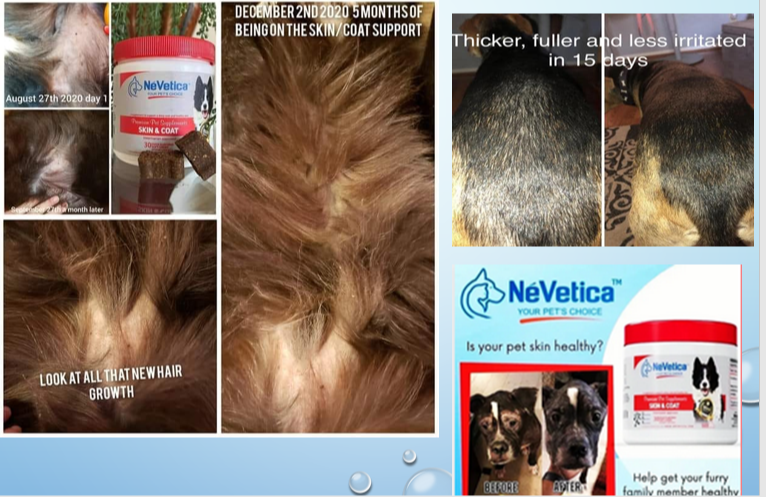 August 27th 2020 day 1
NéVetica
YOUR PET'S CHOICE
Premium Pet Supplements
SKIN & COAT
September 27th a month later
LOOK AT ALL THAT NEW HAIR
GROWTH
DECEMBER 2ND 2020 5 MONTHS OF
BEING ON THE SKIN/COAT SUPPORT
Thicker, fuller and less irritated
in 15 days
NéVetica™
YOUR PET'S CHOICE
Is your pet skin healthy?
BEFORE
AFTER
NéVetica
SKIN & COAT
Help get your furry
family member healthy